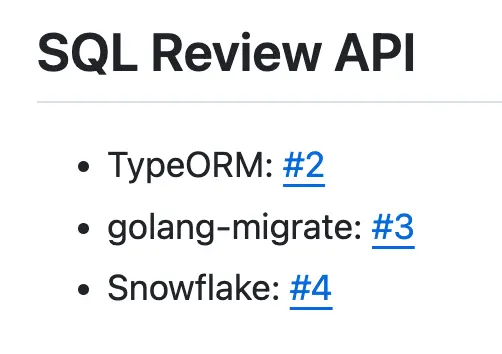 SQL Review API
• TypeORM: #2
• golang-migrate: #3
• Snowflake: #4